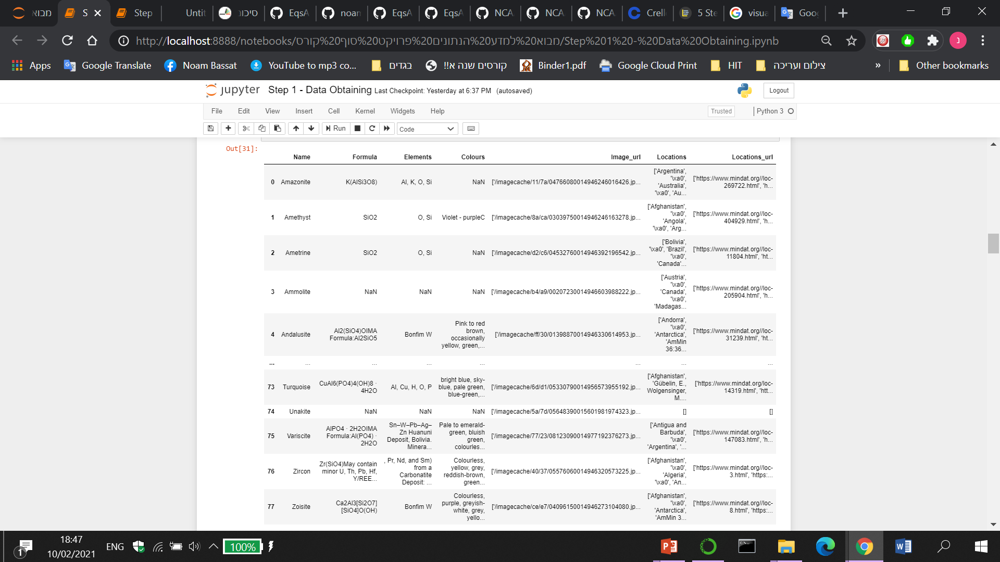 מבוא
S
Step
Untit
סיכום
EqsA
noan
EqsA
EqsA
NCA
NCA
NCA
Crell
5 Ste
visua
Goog
http://localhost:8888/notebooks/מבוא%20למדע%20הנתונים%20פרויקט%20סוף%20קורס/Step%201%20-%20Data%20Obtaining.ipynb
נ
Apps
Google Translate
Noam Bassat
YouTube to mp3 co...
בגדים
קורסים שנה א!!
Binder1.pdf
Google Cloud Print
HIT
צילום ועריכה
»
Other bookmarks
jupyter Step 1 - Data Obtaining Last Checkpoint: Yesterday at 6:37 PM (autosaved)
Logout
File Edit View Insert Cell Kernel Widgets Help
Trusted
Python 3 O
Run
Code
Out[31]:
Name Formula Elements Colours Image_url Locations Locations_url
0 Amazonite K(AlSi3O8) Al, K, O, Si NaN ['/imagecache/11/7a/04766080014946246016426.jp...
['Argentina',
'\xa0',
'Australia',
'\xa0', 'Au...
['https://www.mindat.org//loc-
269722.html', 'h...
1 Amethyst SiO2 O, Si Violet - purpleC ['/imagecache/8a/ca/03039750014946246163278.jp...
['Afghanistan',
'\xa0',
'Angola',
'\xa0', 'Arg...
['https://www.mindat.org//loc-
404929.html', 'h...
2 Ametrine SiO2 O, Si NaN ['/imagecache/d2/c6/04532760014946392196542.jp...
['Bolivia',
'\xa0', 'Brazil',
'\xa0',
'Canada'...
['https://www.mindat.org//loc-
11804.html', 'ht...
3 Ammolite NaN NaN NaN ['/imagecache/b4/a9/00207230014946603988222.jp...
['Austria',
'\xa0',
'Canada',
'\xa0',
'Madagas...
['https://www.mindat.org//loc-
205904.html', 'h...
4 Andalusite
Al2(SiO4)OIMA
Formula:Al2SiO5
Bonfim W
Pink to red
brown,
occasionally
yellow, green,...
['/imagecache/ff/30/01398870014946330614953.jp...
['Andorra',
'\xa0',
'Antarctica',
'AmMin
36:36...
['https://www.mindat.org//loc-
31239.html', 'ht...
... ... ... ... ... ... ... ...
73 Turquoise
CuAl6(PO4)4(OH)8 ·
4H2O
Al, Cu, H, O, P
bright blue, sky-
blue, pale green,
blue-green,...
['/imagecache/6d/d1/05330790014956573955192.jp...
['Afghanistan',
'Gübelin, E.,
Wolgensinger,
M....
['https://www.mindat.org//loc-
14319.html', 'htt...
74 Unakite NaN NaN NaN ['/imagecache/5a/7d/05648390015601981974323.jp... [] []
75 Variscite
AlPO4 · 2H2OIMA
Formula:Al(PO4) ·
2H2O
Sn–W–Pb–Ag–
Zn Huanuni
Deposit, Bolivia.
Minera...
Pale to emerald-
green, bluish
green,
colourles...
['/imagecache/77/23/08123090014977192376273.jp...
['Antigua and
Barbuda',
'\xa0',
'Argentina', '...
['https://www.mindat.org//loc-
147083.html', 'h...
76 Zircon
Zr(SiO4)May contain
minor U, Th, Pb, Hf,
Y/REE...
, Pr, Nd, and Sm)
from a
Carbonatite
Deposit: ...
Colourless,
yellow, grey,
reddish-brown,
green...
['/imagecache/40/37/05576060014946320573225.jp...
['Afghanistan',
'\xa0',
'Algeria',
'\xa0', 'An...
['https://www.mindat.org//loc-
3.html', 'https:...
77 Zoisite
Ca2Al3[Si2O7]
[SiO4]O(OH)
Bonfim W
Colourless,
purple, greyish-
white, grey,
yello...
['/imagecache/ce/e7/04096150014946273104080.jp...
['Afghanistan',
'\xa0',
'Antarctica',
'AmMin 3...
['https://www.mindat.org//loc-
8.html', 'https:...
1
18:47
10/02/2021
ENG
100%